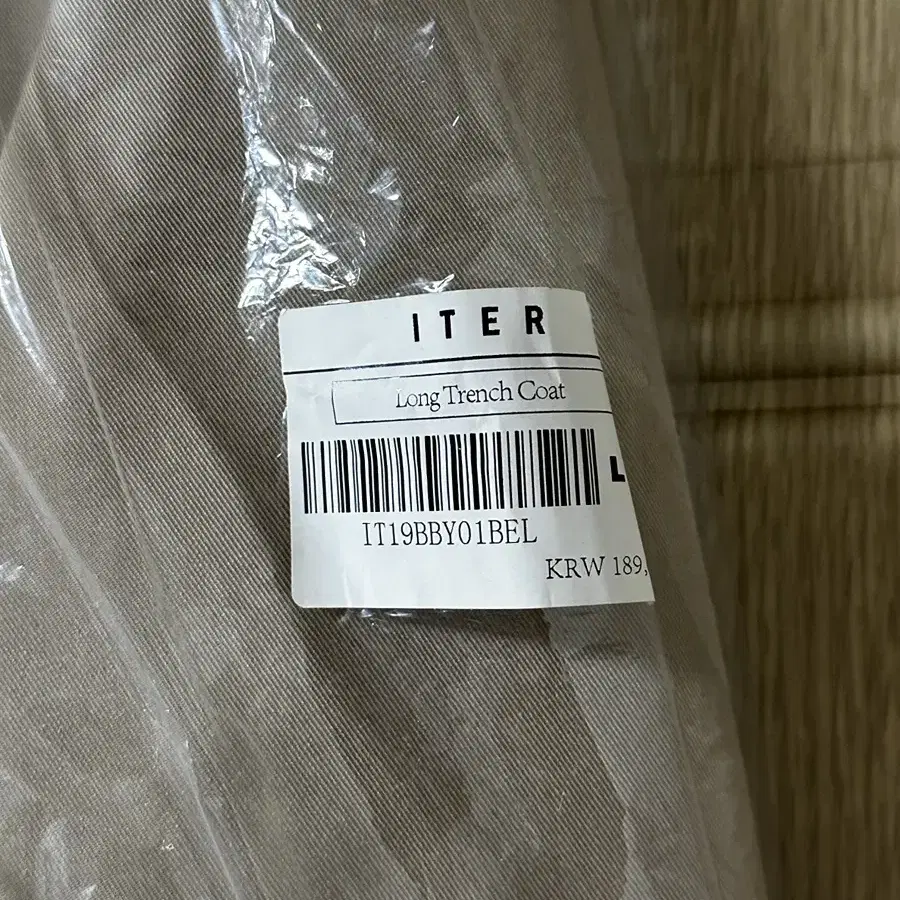 ITER
Long Trench Coat
L
IT19BBY01BEL
KRW 189,